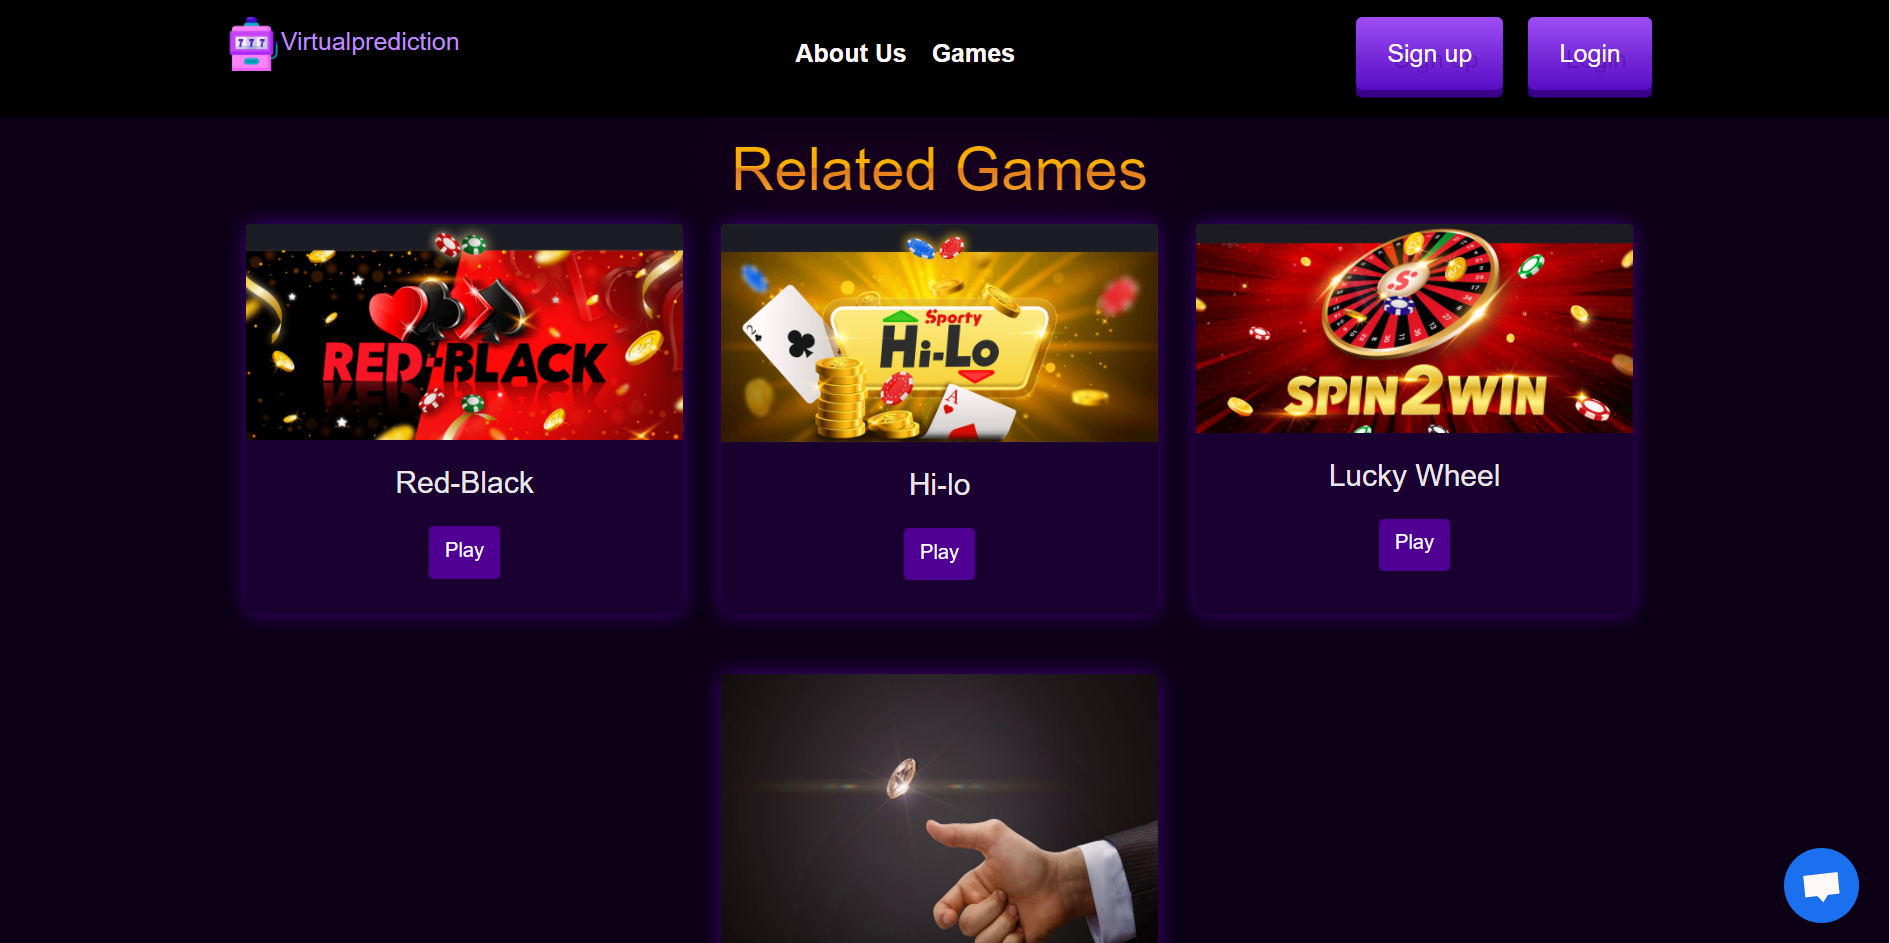 777
Virtualprediction
About Us
Games
Sign up
Login
Related Games
RED-BLACK
Sporty
Hi-Lo
2
A
S
SPIN2WIN
Red-Black
Hi-lo
Lucky Wheel
Play
Play
Play